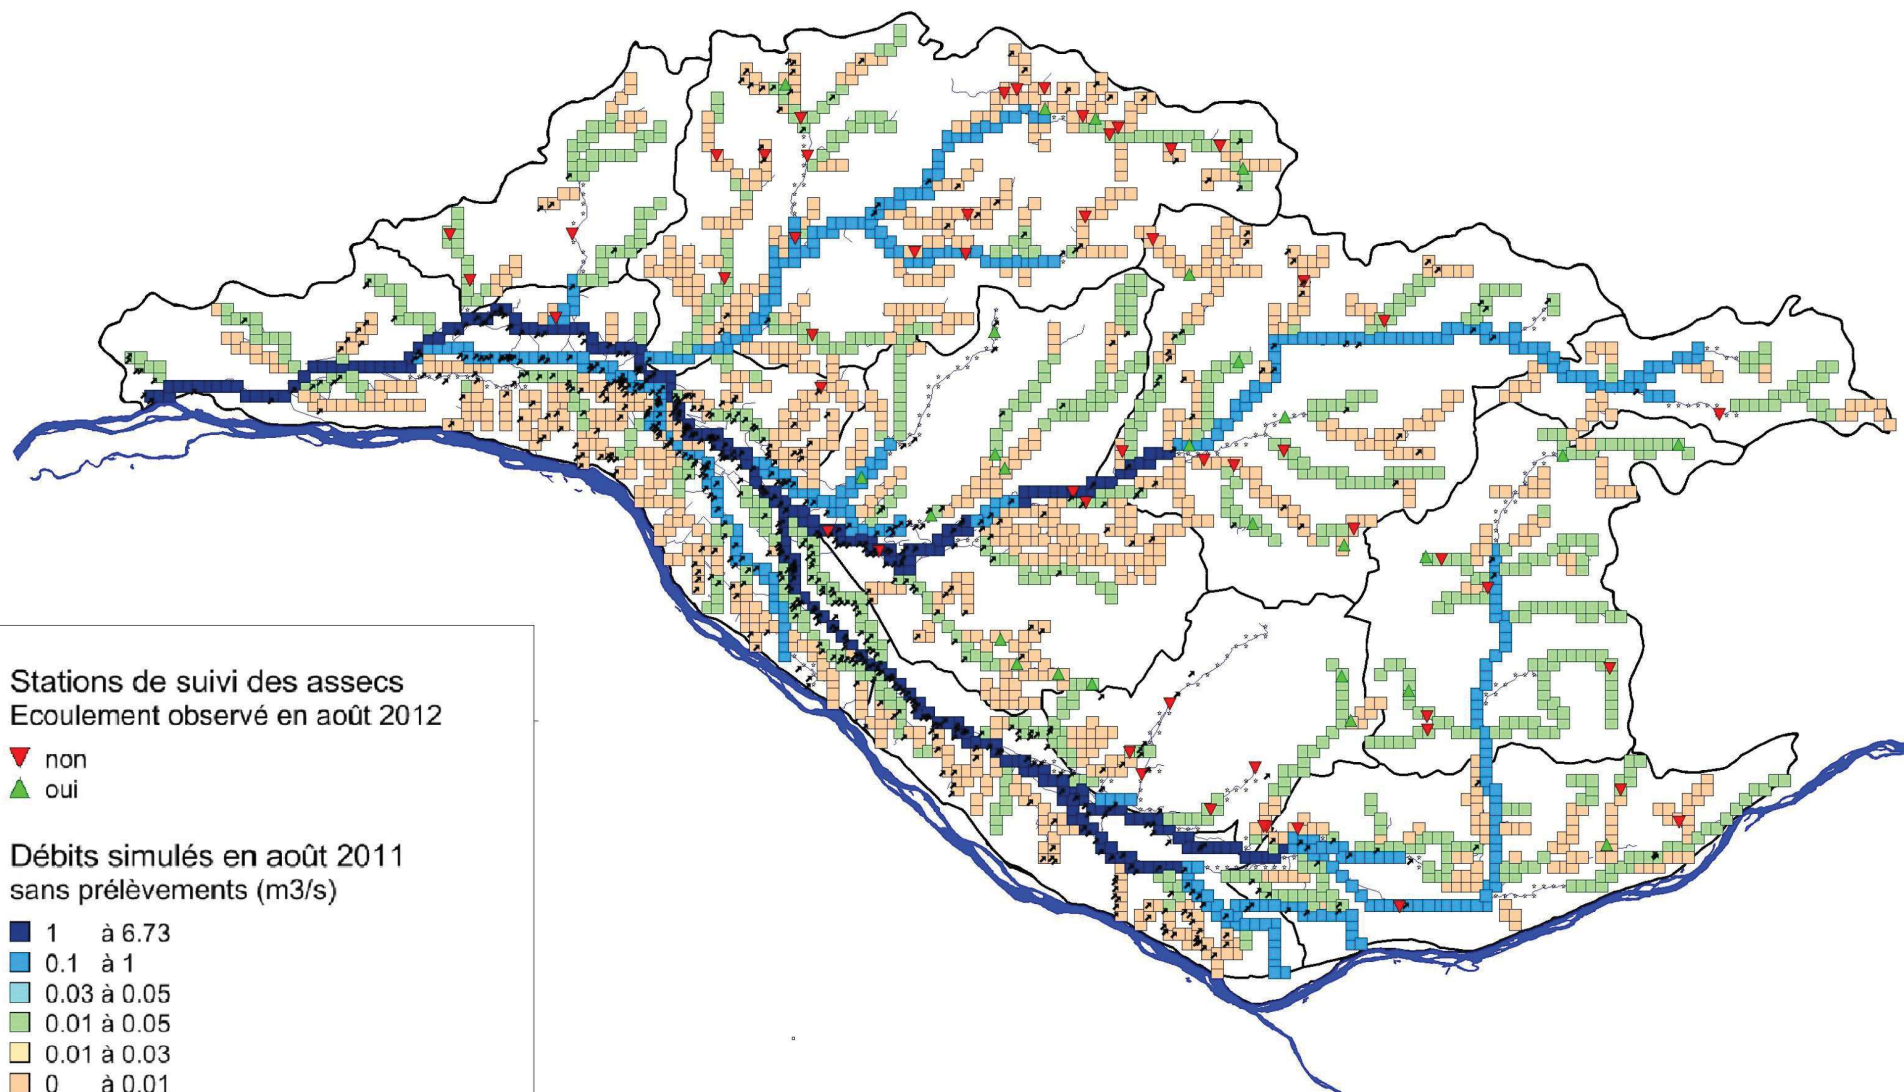 Stations de suivi des assecs
Ecoulement observé en août 2012
non
oui
Débits simulés en août 2011
sans prélèvements (m3/s)
1 à 6.73
0.1 à 1
0.03 à 0.05
0.01 à 0.05
0.01 à 0.03
0 à 0.01